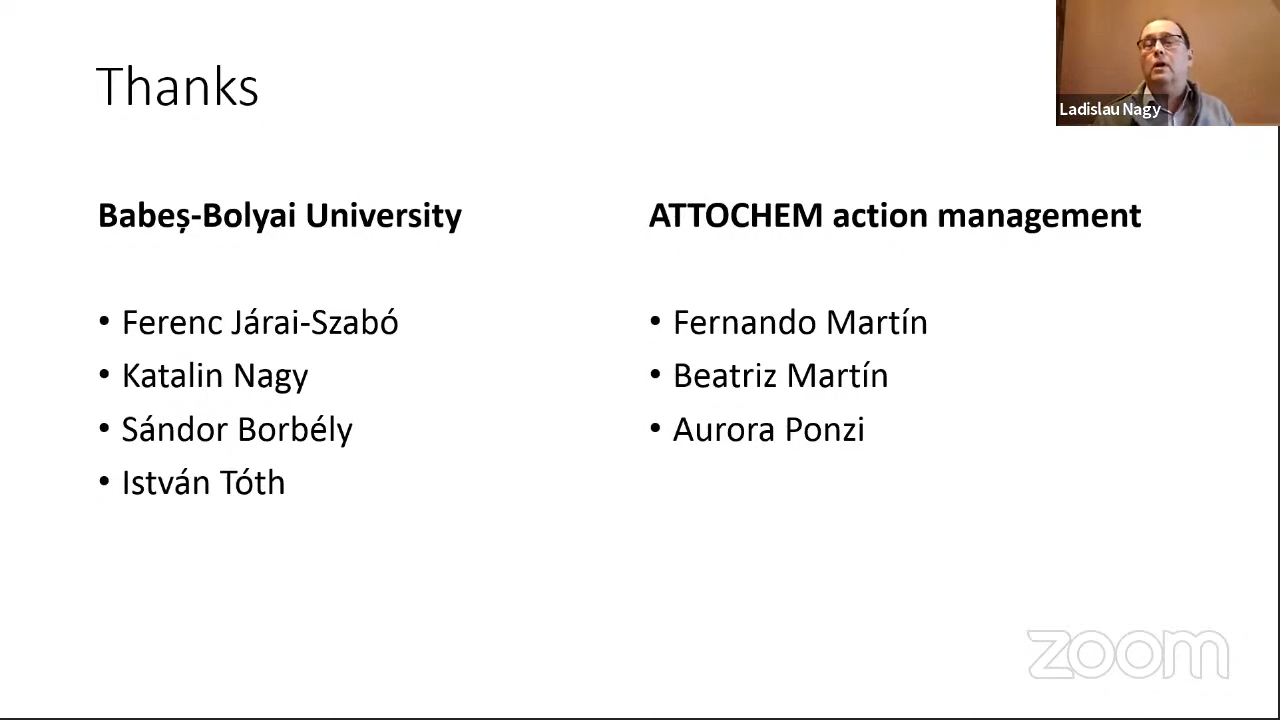 Thanks
Ladislau Nagy
Babeș-Bolyai University
• Ferenc Járai-Szabó
• Katalin Nagy
• Sándor Borbély
• István Tóth
ATTOCHEM action management
• Fernando Martín
• Beatriz Martín
• Aurora Ponzi
zoom